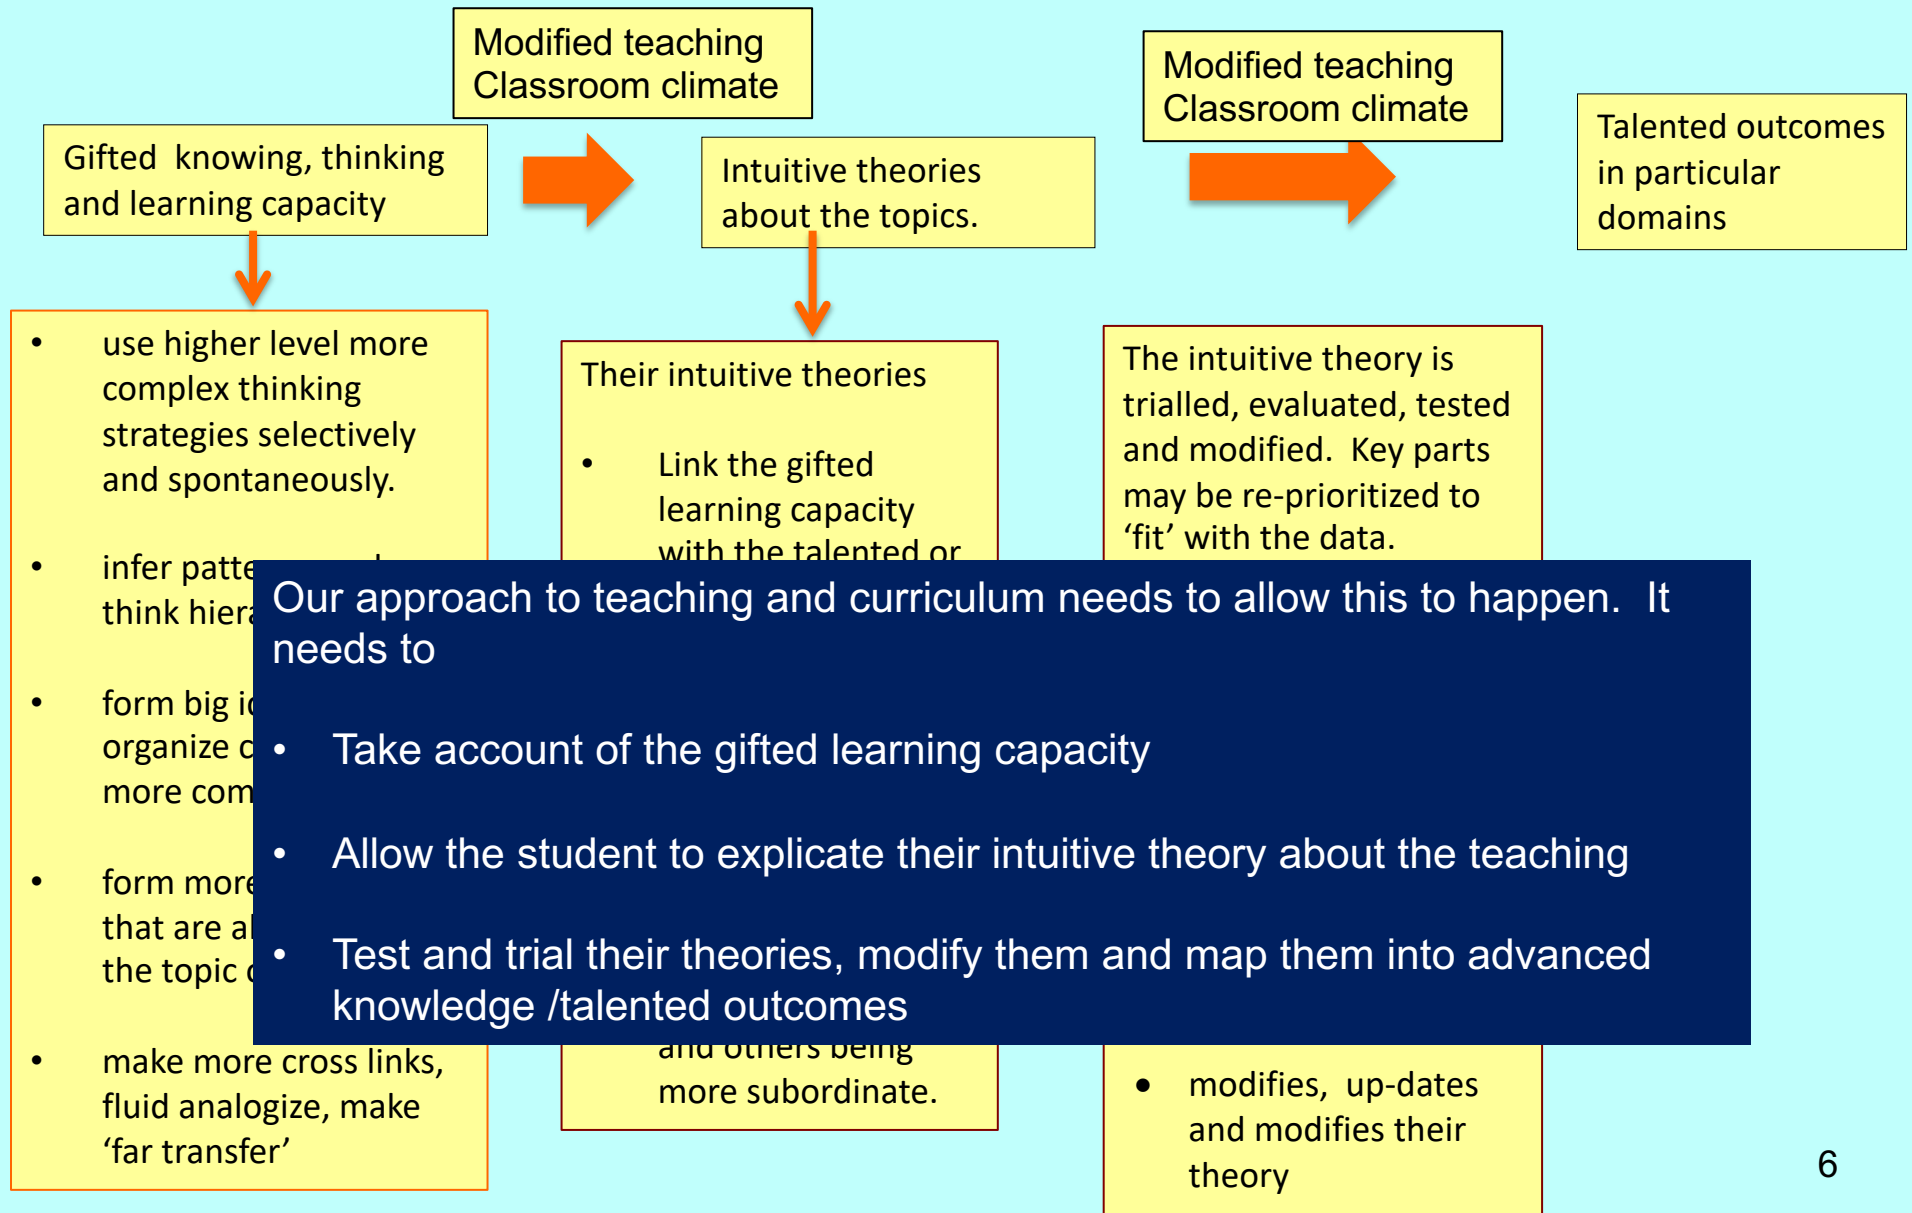 Modified teaching
Classroom climate
Modified teaching
Classroom climate
Gifted  knowing, thinking
and learning capacity
Intuitive theories
about the topics.
Talented outcomes
in particular
domains
• use higher level more
complex thinking
strategies selectively
and spontaneously.
• infer
think
• form big
organize
more
• form more
that are
the topic
• make more cross links,
fluid analogize, make
‘far transfer’
Their intuitive theories
• Link the gifted
learning capacity
with the talented or
and others being
more subordinate.
The intuitive theory is
trialled, evaluated, tested
and modified.  Key parts
may be re-prioritized to
‘fit’ with the data.
• modifies,  up-dates
and modifies their
theory
Our approach to teaching and curriculum needs to allow this to happen.  It
needs to
• Take account of the gifted learning capacity
• Allow the student to explicate their intuitive theory about the teaching
• Test and trial their theories, modify them and map them into advanced
knowledge /talented outcomes
6